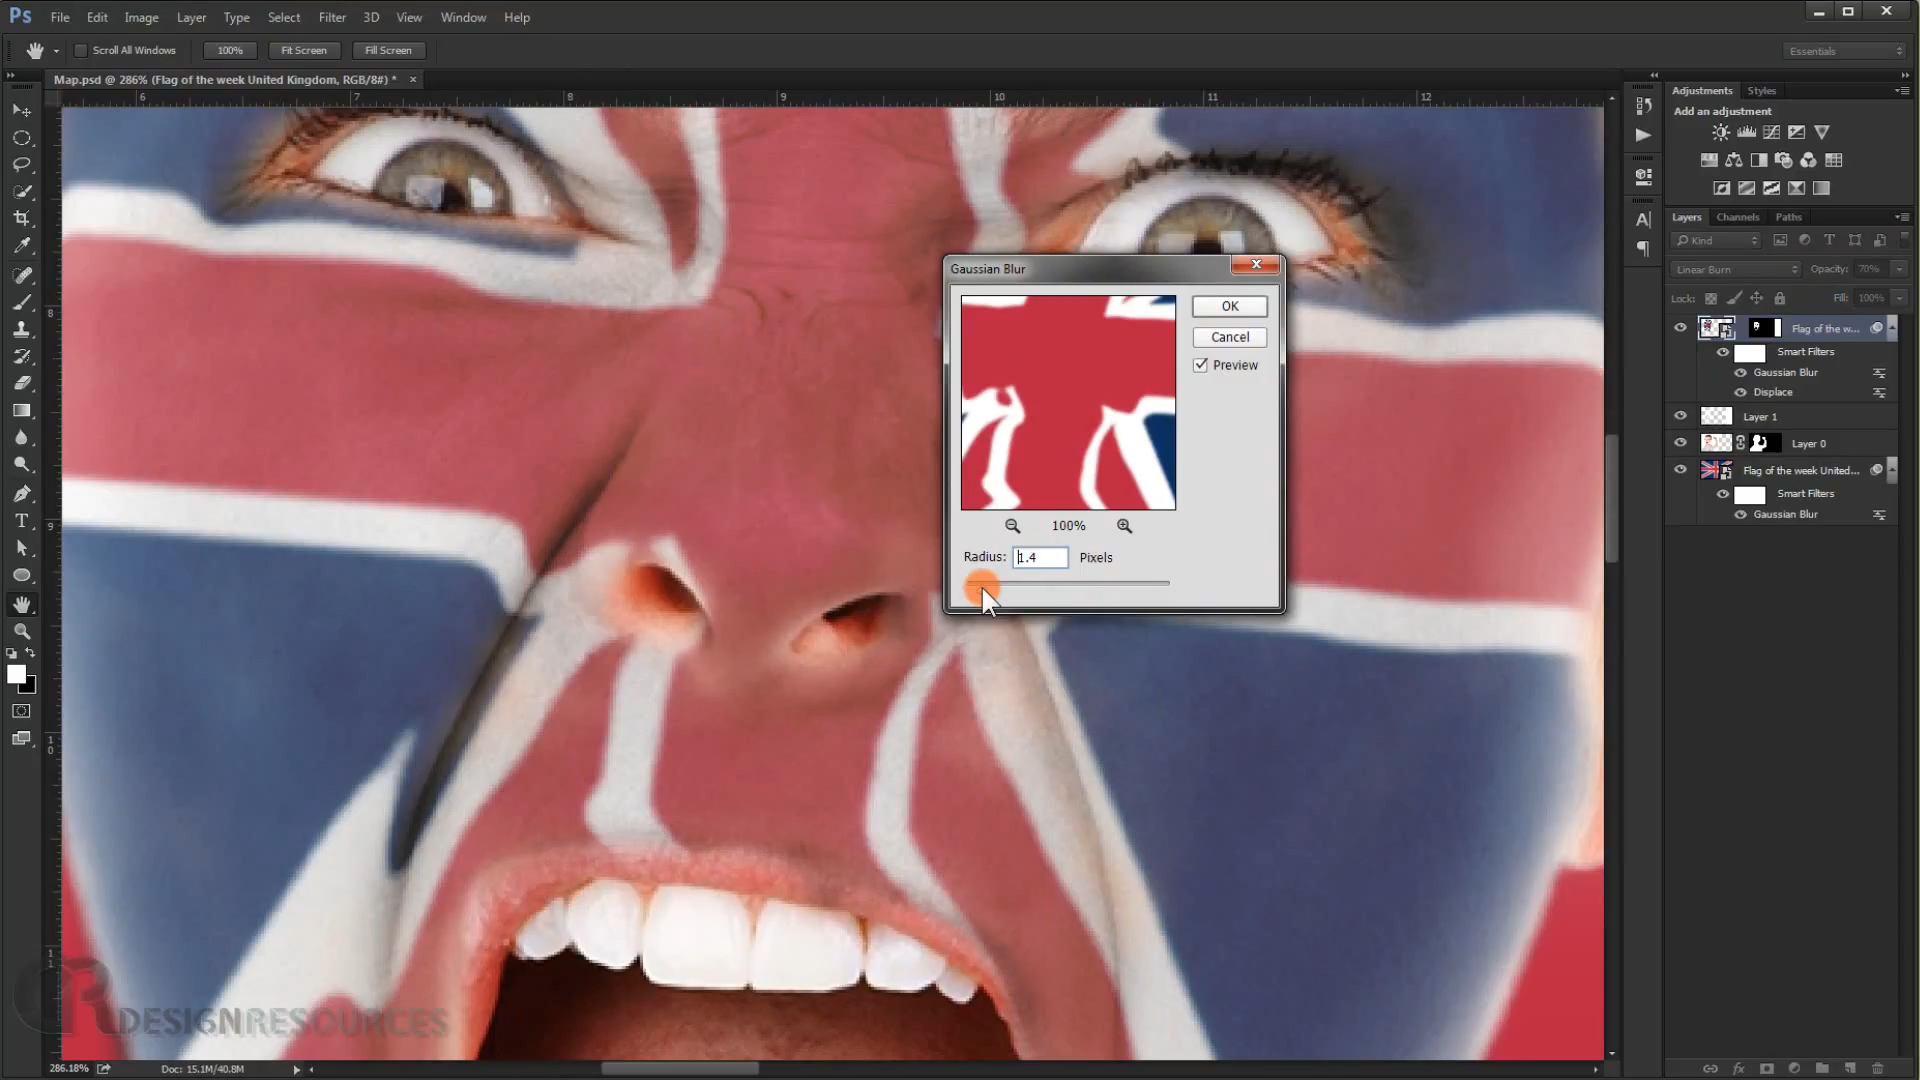 Ps File Edit Image Layer Type Select Filter 3D View Window Help
Scroll All Windows 100% Fit Screen Fill Screen Essentials
Map.psd @ 286% (Flag of the week United Kingdom, RGB/8#) * ×
6 7 8 9 10 11 12
8
9
10
11
Adjustments Styles
Add an adjustment
Layers Channels Paths
Kind
Linear Burn Opacity: 70%
Lock: Fill: 100%
Flag of the w...
Smart Filters
Gaussian Blur
Displace
Layer 1
Layer 0
Flag of the week United...
Smart Filters
Gaussian Blur
Gaussian Blur
OK
Cancel
Preview
100%
Radius: 1.4 Pixels
DESIGNRESOURCES
286.18% Doc: 15.1M/40.8M